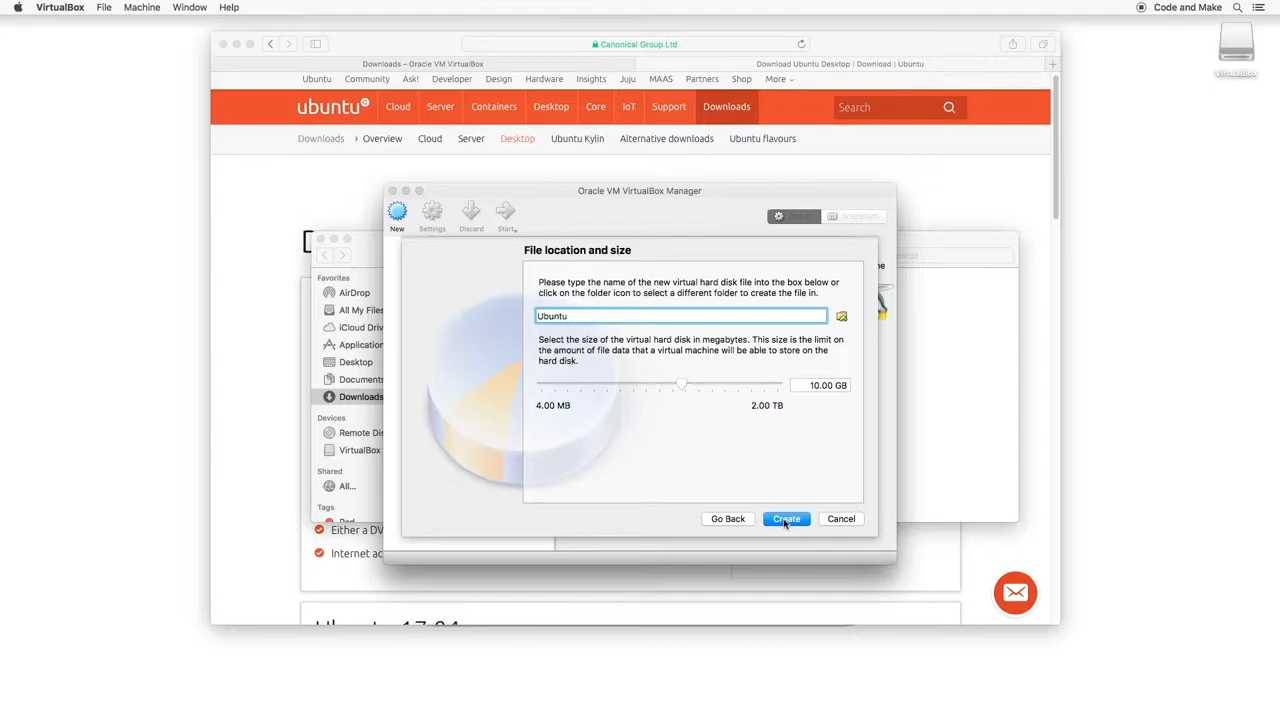 VirtualBox File Machine Window Help Code and Make
Canonical Group Ltd
Downloads – Oracle VM VirtualBox Download Ubuntu Desktop | Download | Ubuntu
Ubuntu Community Ask! Developer Design Hardware Insights Juju MAAS Partners Shop More
VirtualBox
ubuntu Cloud Server Containers Desktop Core IoT Support Downloads Search
Downloads › Overview Cloud Server Desktop Ubuntu Kylin Alternative downloads Ubuntu flavours
Oracle VM VirtualBox Manager
New Settings Discard Start
File location and size
Please type the name of the new virtual hard disk file into the box below or
click on the folder icon to select a different folder to create the file in.
Ubuntu
Select the size of the virtual hard disk in megabytes. This size is the limit on
the amount of file data that a virtual machine will be able to store on the
hard disk.
10.00 GB
4.00 MB 2.00 TB
Go Back Create Cancel
Favorites
AirDrop
All My Files
iCloud Driv
Application
Desktop
Documents
Downloads
Devices
Remote Dis
VirtualBox
Shared
All...
Tags
Either a DV
Internet ac